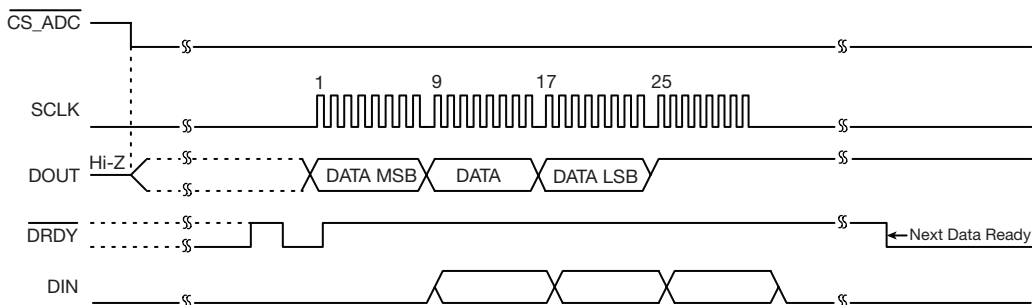 CS_ADC
1 9 17 25
SCLK
Hi-Z
DOUT DATA MSB DATA DATA LSB
DRDY Next Data Ready
DIN